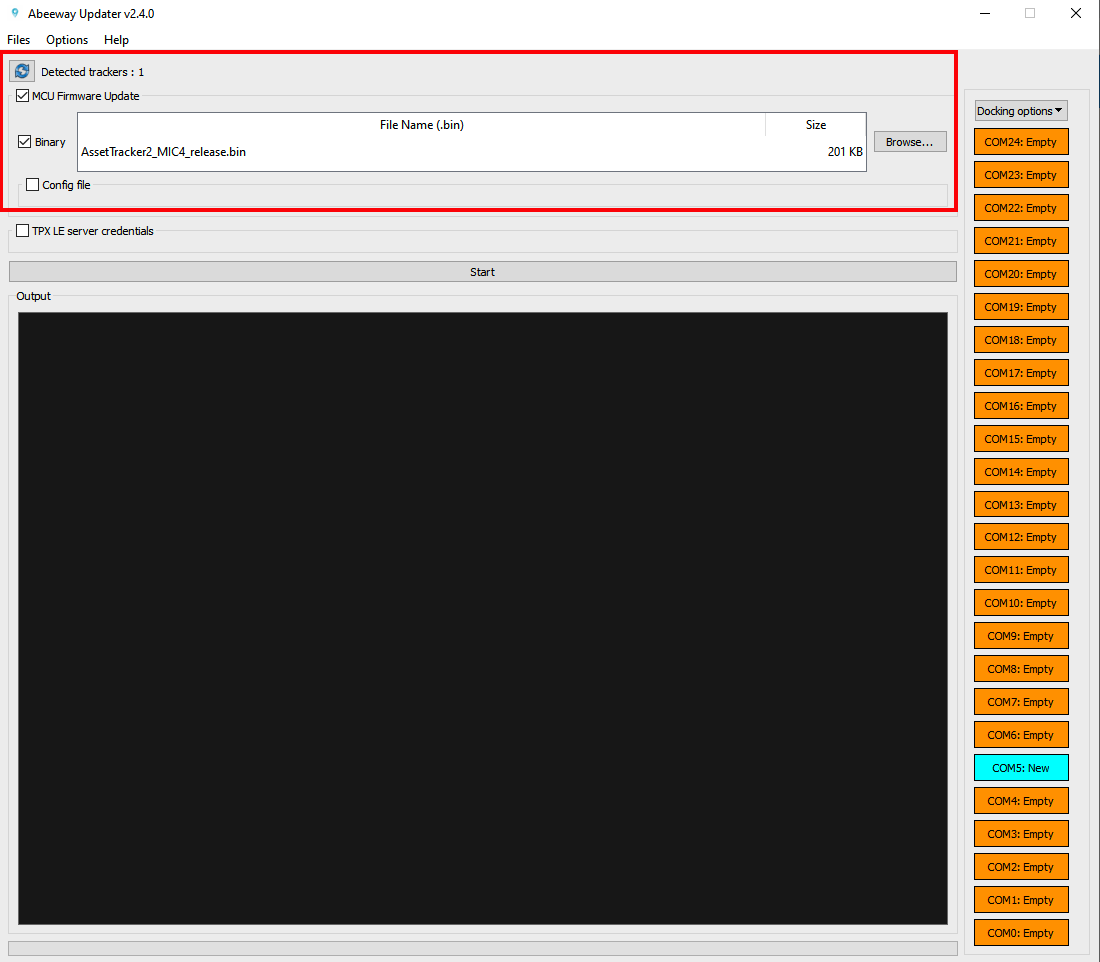 Abeeway Updater v2.4.0
Files Options Help
Detected trackers : 1
MCU Firmware Update
File Name (.bin) Size
Binary
AssetTracker2_MIC4_release.bin 201 KB
Browse...
Config file
TPX LE server credentials
Start
Output
Docking options
COM24: Empty
COM23: Empty
COM22: Empty
COM21: Empty
COM20: Empty
COM19: Empty
COM18: Empty
COM17: Empty
COM16: Empty
COM15: Empty
COM14: Empty
COM13: Empty
COM12: Empty
COM11: Empty
COM10: Empty
COM9: Empty
COM8: Empty
COM7: Empty
COM6: Empty
COM5: New
COM4: Empty
COM3: Empty
COM2: Empty
COM1: Empty
COM0: Empty